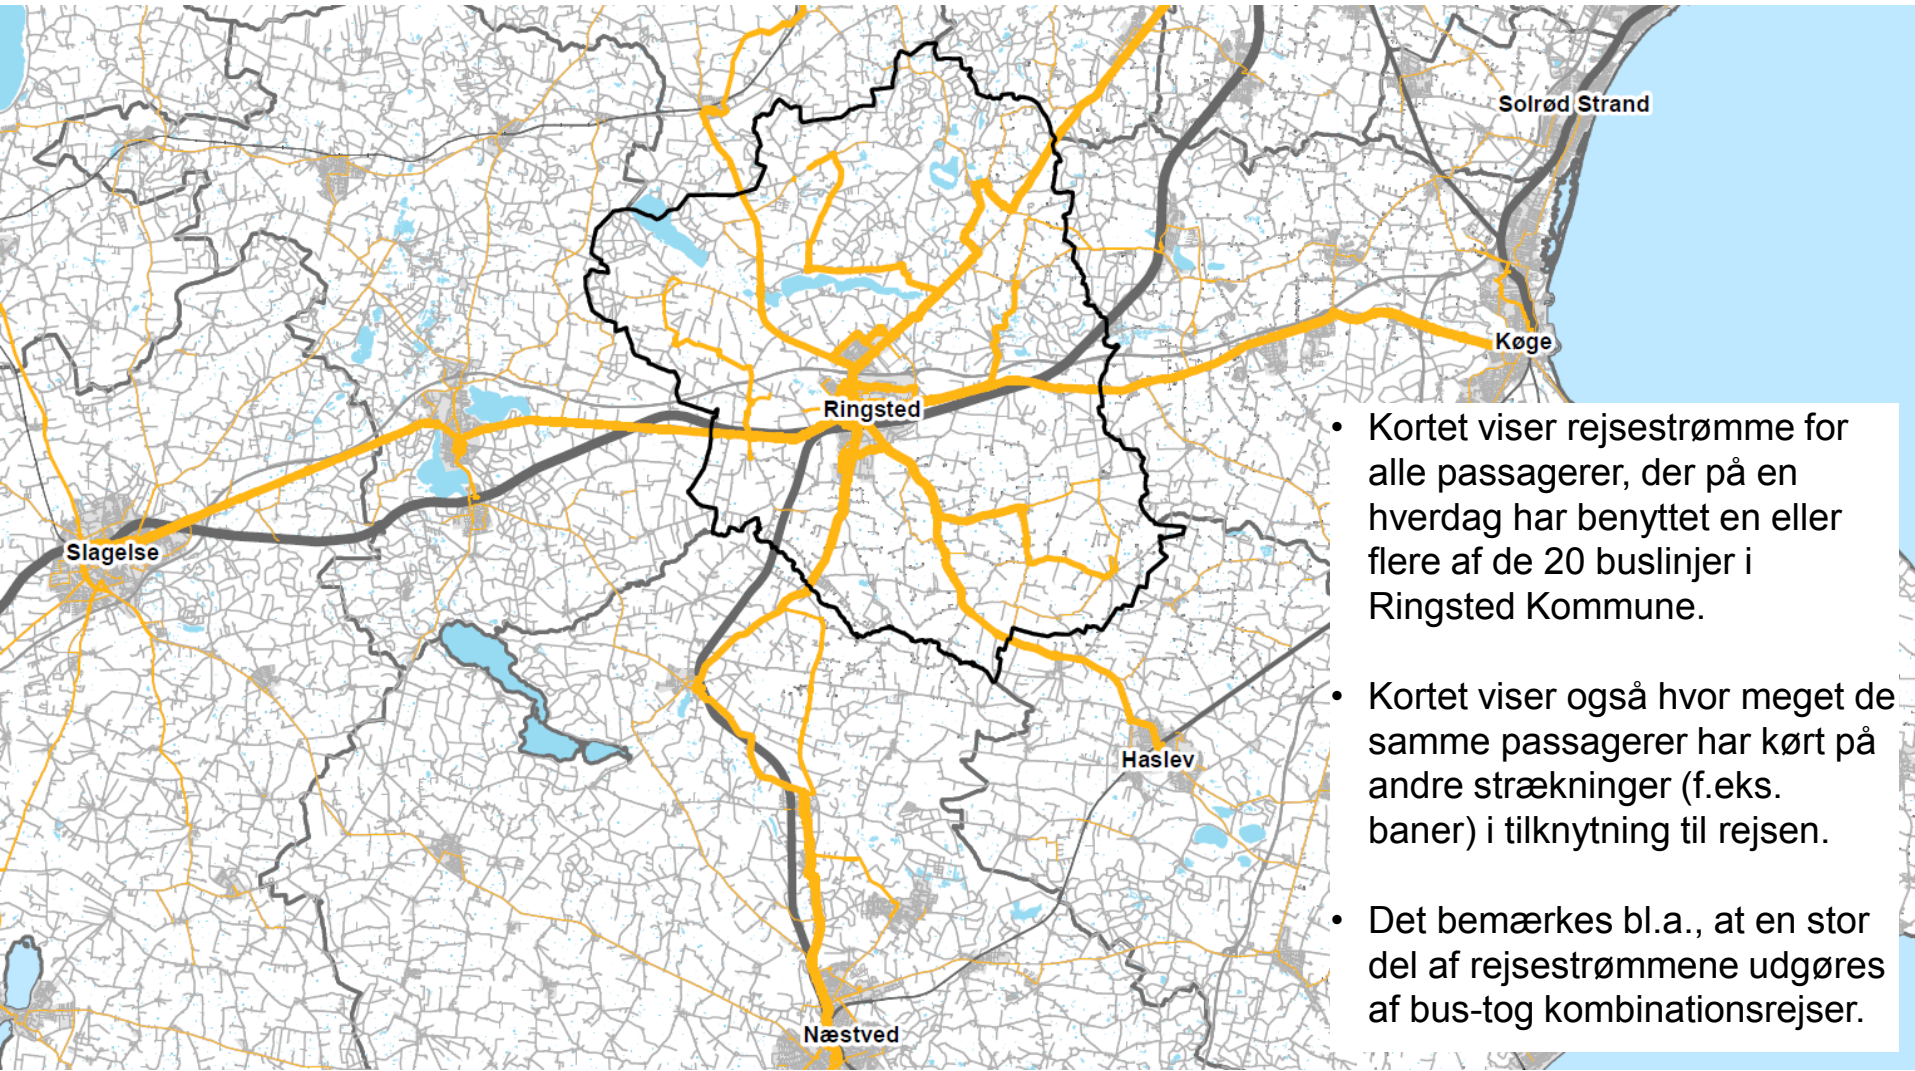 Solrød Strand
Køge
Ringsted
Slagelse
Haslev
Næstved
• Kortet viser rejsestrømme for
alle passagerer, der på en
hverdag har benyttet en eller
flere af de 20 buslinjer i
Ringsted Kommune.
• Kortet viser også hvor meget de
samme passagerer har kørt på
andre strækninger (f.eks.
baner) i tilknytning til rejsen.
• Det bemærkes bl.a., at en stor
del af rejsestrømmene udgøres
af bus-tog kombinationsrejser.